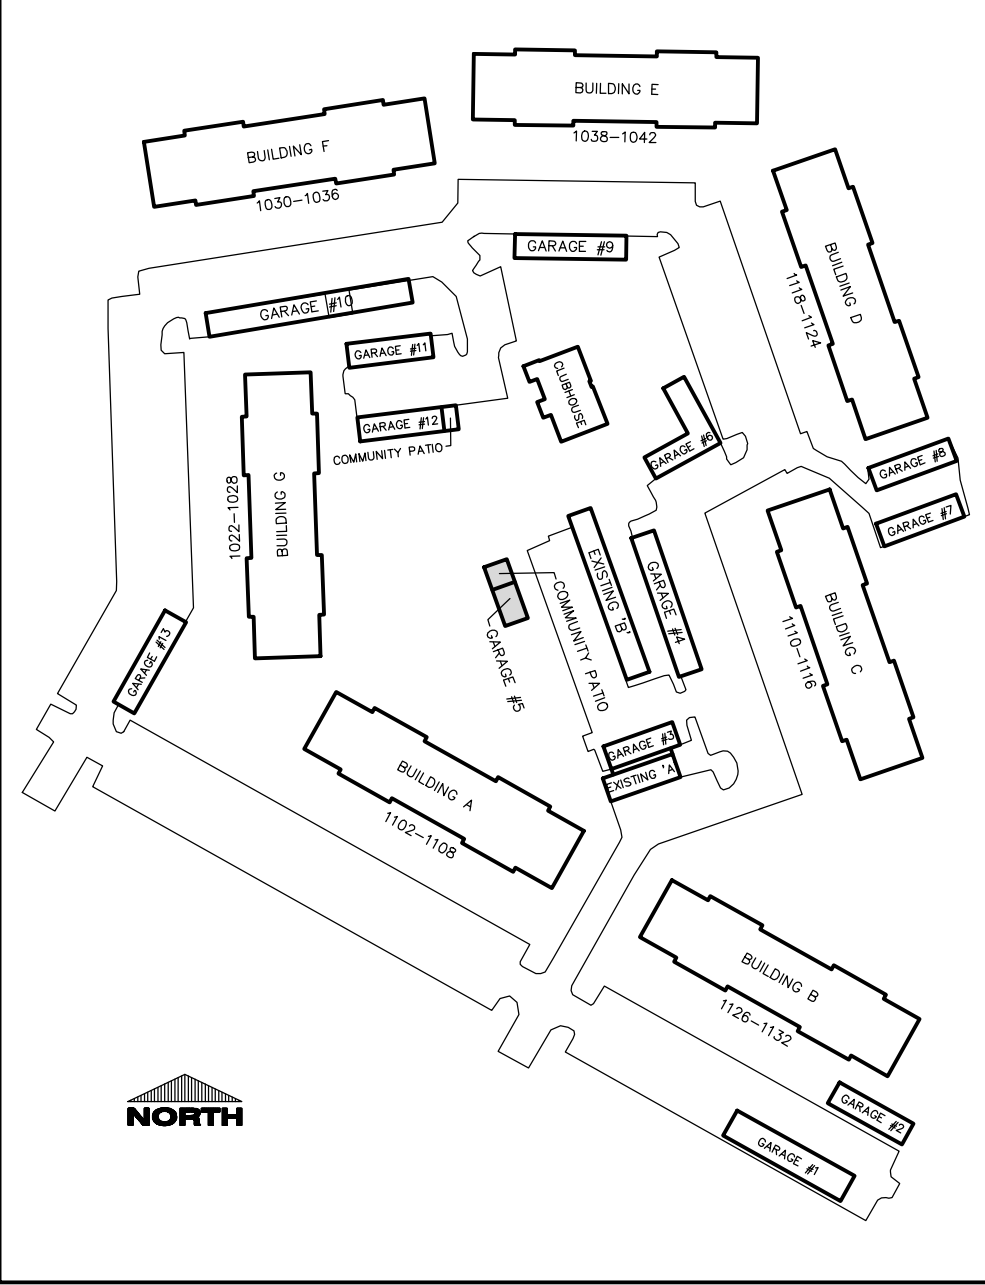 BUILDING E
1038-1042
BUILDING F
1030-1036
BUILDING D
1118-1124
GARAGE #9
GARAGE #10
GARAGE #11
GARAGE #12
COMMUNITY PATIO
CLUBHOUSE
GARAGE #6
GARAGE #8
GARAGE #7
BUILDING G
1022-1028
EXISTING 'B'
GARAGE #4
COMMUNITY PATIO
GARAGE #5
BUILDING C
1110-1116
GARAGE #13
GARAGE #3
EXISTING 'A
BUILDING A
1102-1108
BUILDING B
1126-1132
GARAGE #2
GARAGE #1
NORTH